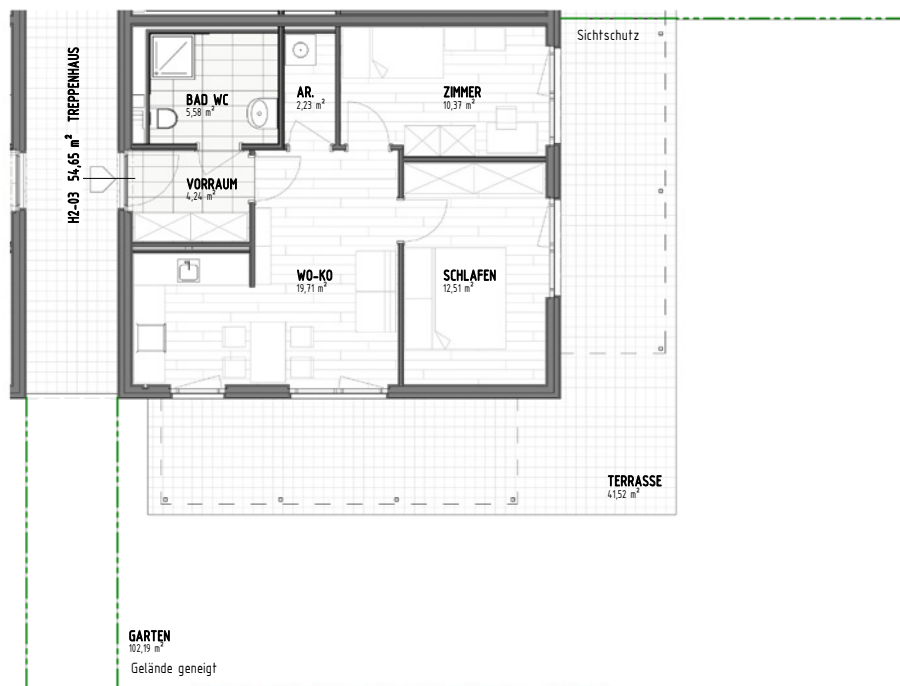 Sichtschutz
H2-03 54,65 m² TREPPENHAUS
BAD WC
5,58 m²
AR.
2,23 m²
ZIMMER
10,37 m²
VORRAUM
4,24 m²
WO-KO
19,71 m²
SCHLAFEN
12,51 m²
TERRASSE
41,52 m²
GARTEN
102,19 m²
Gelände geneigt